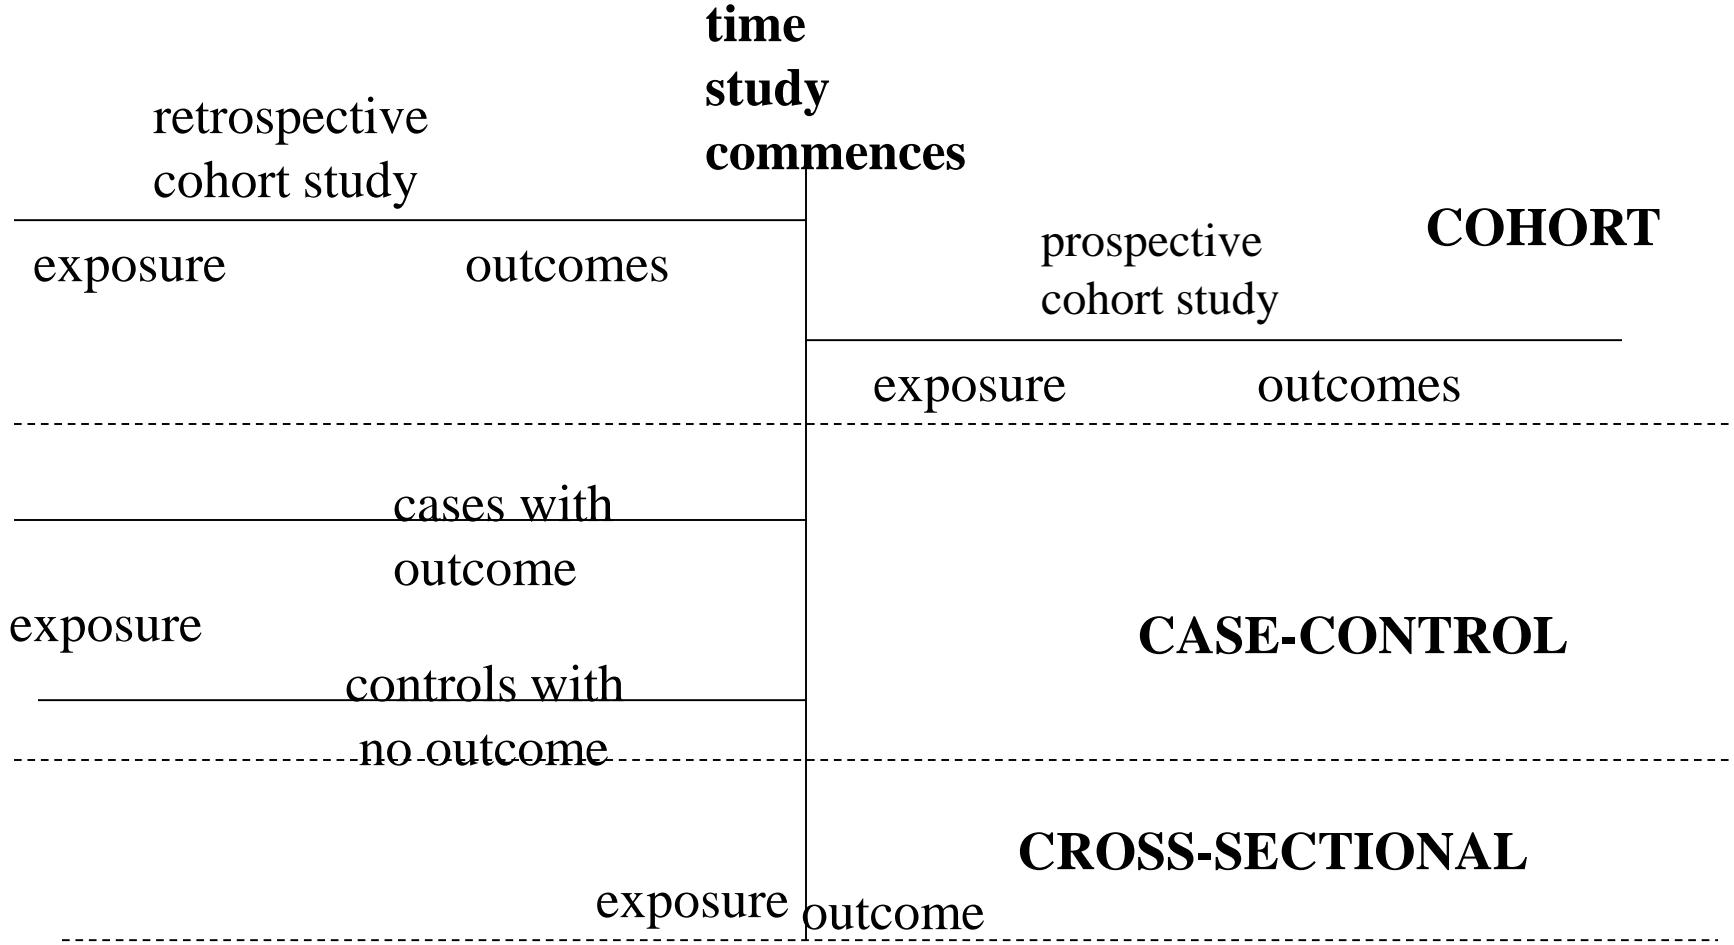 time
study
commences
retrospective
cohort study
COHORT
prospective
cohort study
exposure outcomes
exposure outcomes
cases with
outcome
exposure
CASE-CONTROL
controls with
no outcome
CROSS-SECTIONAL
exposure outcome